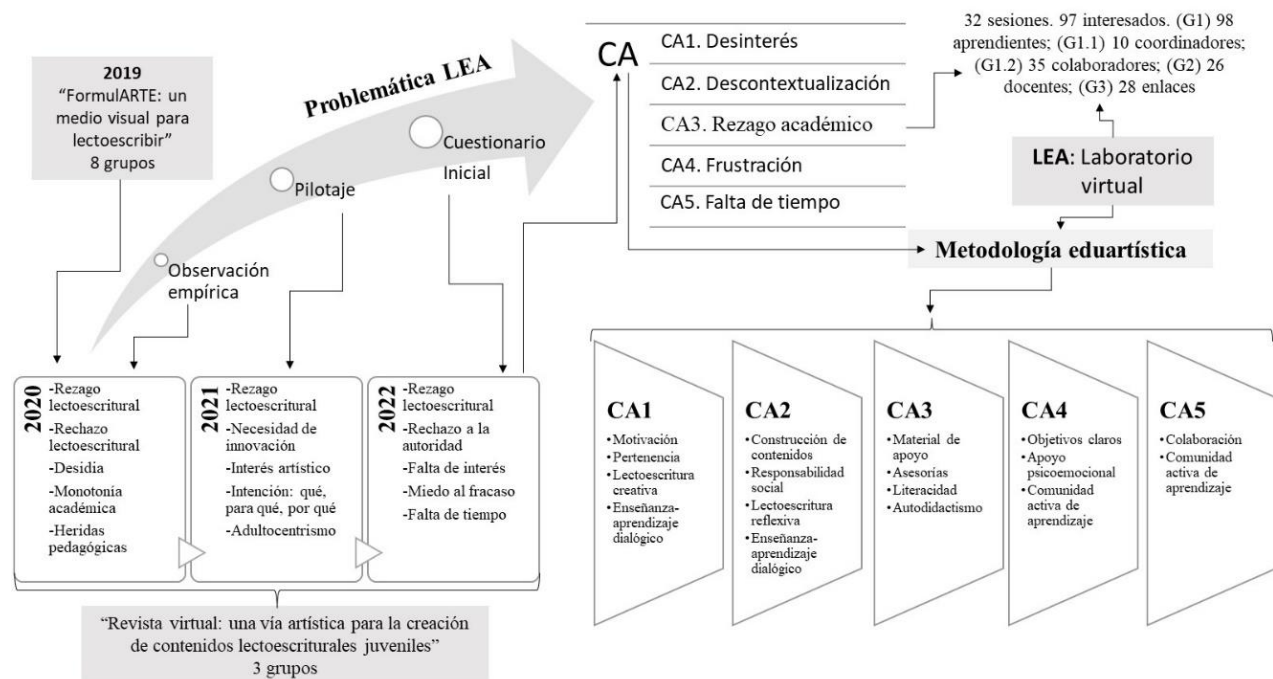 2019
“FormulARTE: un
medio visual para
lectoescribir”
8 grupos
Problemática LEA
Observación
empírica
Pilotaje
Cuestionario
Inicial
2020
-Rezago
lectoescritural
-Rechazo
lectoescritural
-Desidia
-Monotonía
académica
-Heridas
pedagógicas
2021
-Rezago
lectoescritural
-Necesidad de
innovación
-Interés artístico
-Intención: qué,
para qué, por qué
-Adultocentrismo
2022
-Rezago
lectoescritural
-Rechazo a la
autoridad
-Falta de interés
-Miedo al fracaso
-Falta de tiempo
“Revista virtual: una vía artística para la creación
de contenidos lectoescriturales juveniles”
3 grupos
CA
CA1. Desinterés
CA2. Descontextualización
CA3. Rezago académico
CA4. Frustración
CA5. Falta de tiempo
32 sesiones. 97 interesados. (G1) 98
aprendientes; (G1.1) 10 coordinadores;
(G1.2) 35 colaboradores; (G2) 26
docentes; (G3) 28 enlaces
LEA: Laboratorio
virtual
Metodología eduartística
CA1
• Motivación
• Pertenencia
• Lectoescritura
creativa
• Enseñanza-
aprendizaje
dialógico
CA2
• Construcción de
contenidos
• Responsabilidad
social
• Lectoescritura
reflexiva
• Enseñanza-
aprendizaje
dialógico
CA3
• Material de
apoyo
• Asesorías
• Literacidad
• Autodidactismo
CA4
• Objetivos claros
• Apoyo
psicoemocional
• Comunidad
activa de
aprendizaje
CA5
• Colaboración
• Comunidad
activa de
aprendizaje